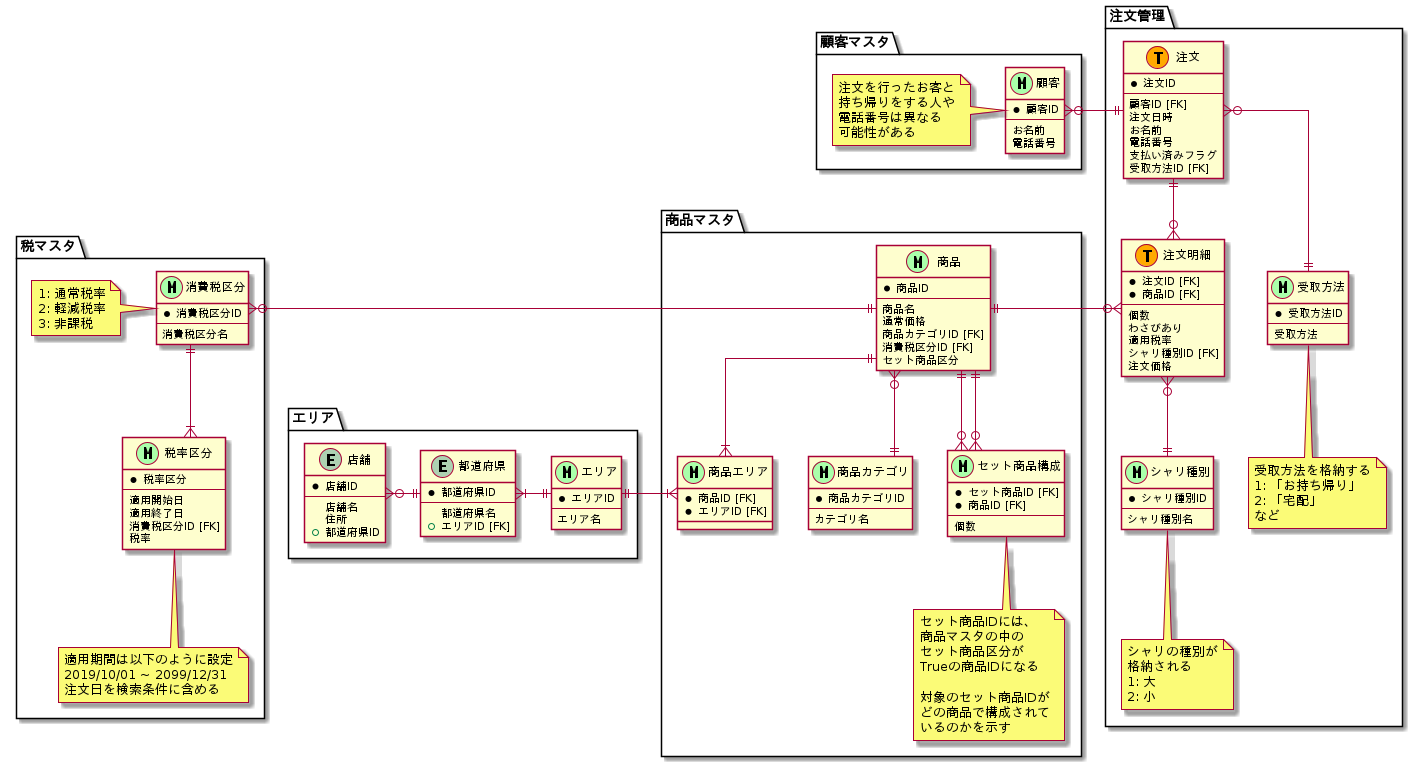 注文管理
T 注文
注文ID
顧客ID [FK]
注文日時
お名前
電話番号
支払い済みフラグ
受取方法ID [FK]
顧客マスタ
注文を行ったお客と
持ち帰りをする人や
電話番号は異なる
可能性がある
M 顧客
顧客ID
お名前
電話番号
T 注文明細
注文ID [FK]
商品ID [FK]
個数
わさびあり
適用税率
シャリ種別ID [FK]
注文価格
M 受取方法
受取方法ID
受取方法
商品マスタ
M 商品
商品ID
商品名
通常価格
商品カテゴリID [FK]
消費税区分ID [FK]
セット商品区分
税マスタ
1: 通常税率
2: 軽減税率
3: 非課税
M 消費税区分
消費税区分ID
消費税区分名
M 税率区分
税率区分
適用開始日
適用終了日
消費税区分ID [FK]
税率
適用期間は以下のように設定
2019/10/01 ~ 2099/12/31
注文日を検索条件に含める
エリア
E 店舗
店舗ID
店舗名
住所
都道府県ID
E 都道府県
都道府県ID
都道府県名
エリアID [FK]
M エリア
エリアID
エリア名
M 商品エリア
商品ID [FK]
エリアID [FK]
M 商品カテゴリ
商品カテゴリID
カテゴリ名
M セット商品構成
セット商品ID [FK]
商品ID [FK]
個数
セット商品IDには、
商品マスタの中の
セット商品区分が
Trueの商品IDになる
対象のセット商品IDが
どの商品で構成されて
いるのかを示す
M シャリ種別
シャリ種別ID
シャリ種別名
シャリの種別が
格納される
1: 大
2: 小
受取方法を格納する
1: 「お持ち帰り」
2: 「宅配」
など